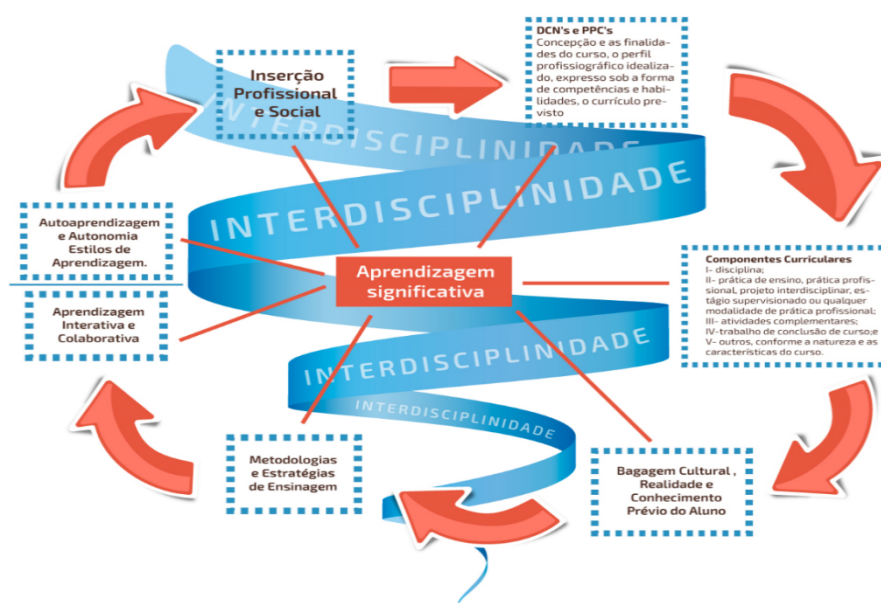 Inserção
Profissional
e Social
DCN's e PPC's
Concepção e as finalida-
des do curso, o perfil
profissiográfico idealiza-
do, expresso sob a forma
de competências e habi-
lidades, o currículo pre-
visto
INTERDISCIPLINIDADE
INTERDISCIPLINIDADE
Autoaprendizagem
e Autonomia
Estilos de
Aprendizagem.
Aprendizagem
significativa
Componentes Curriculares
I- disciplina;
II- prática de ensino, prática profis-
sional, projeto interdisciplinar, es-
tágio supervisionado ou qualquer
modalidade de prática profissional;
III- atividades complementares;
IV-trabalho de conclusão de curso;e
V- outros, conforme a natureza e as
características do curso.
Aprendizagem
Interativa e
Colaborativa
INTERDISCIPLINIDADE
INTERDISCIPLINIDADE
Metodologias
e Estratégias
de Ensinagem
Bagagem Cultural ,
Realidade e
Conhecimento
Prévio do Aluno